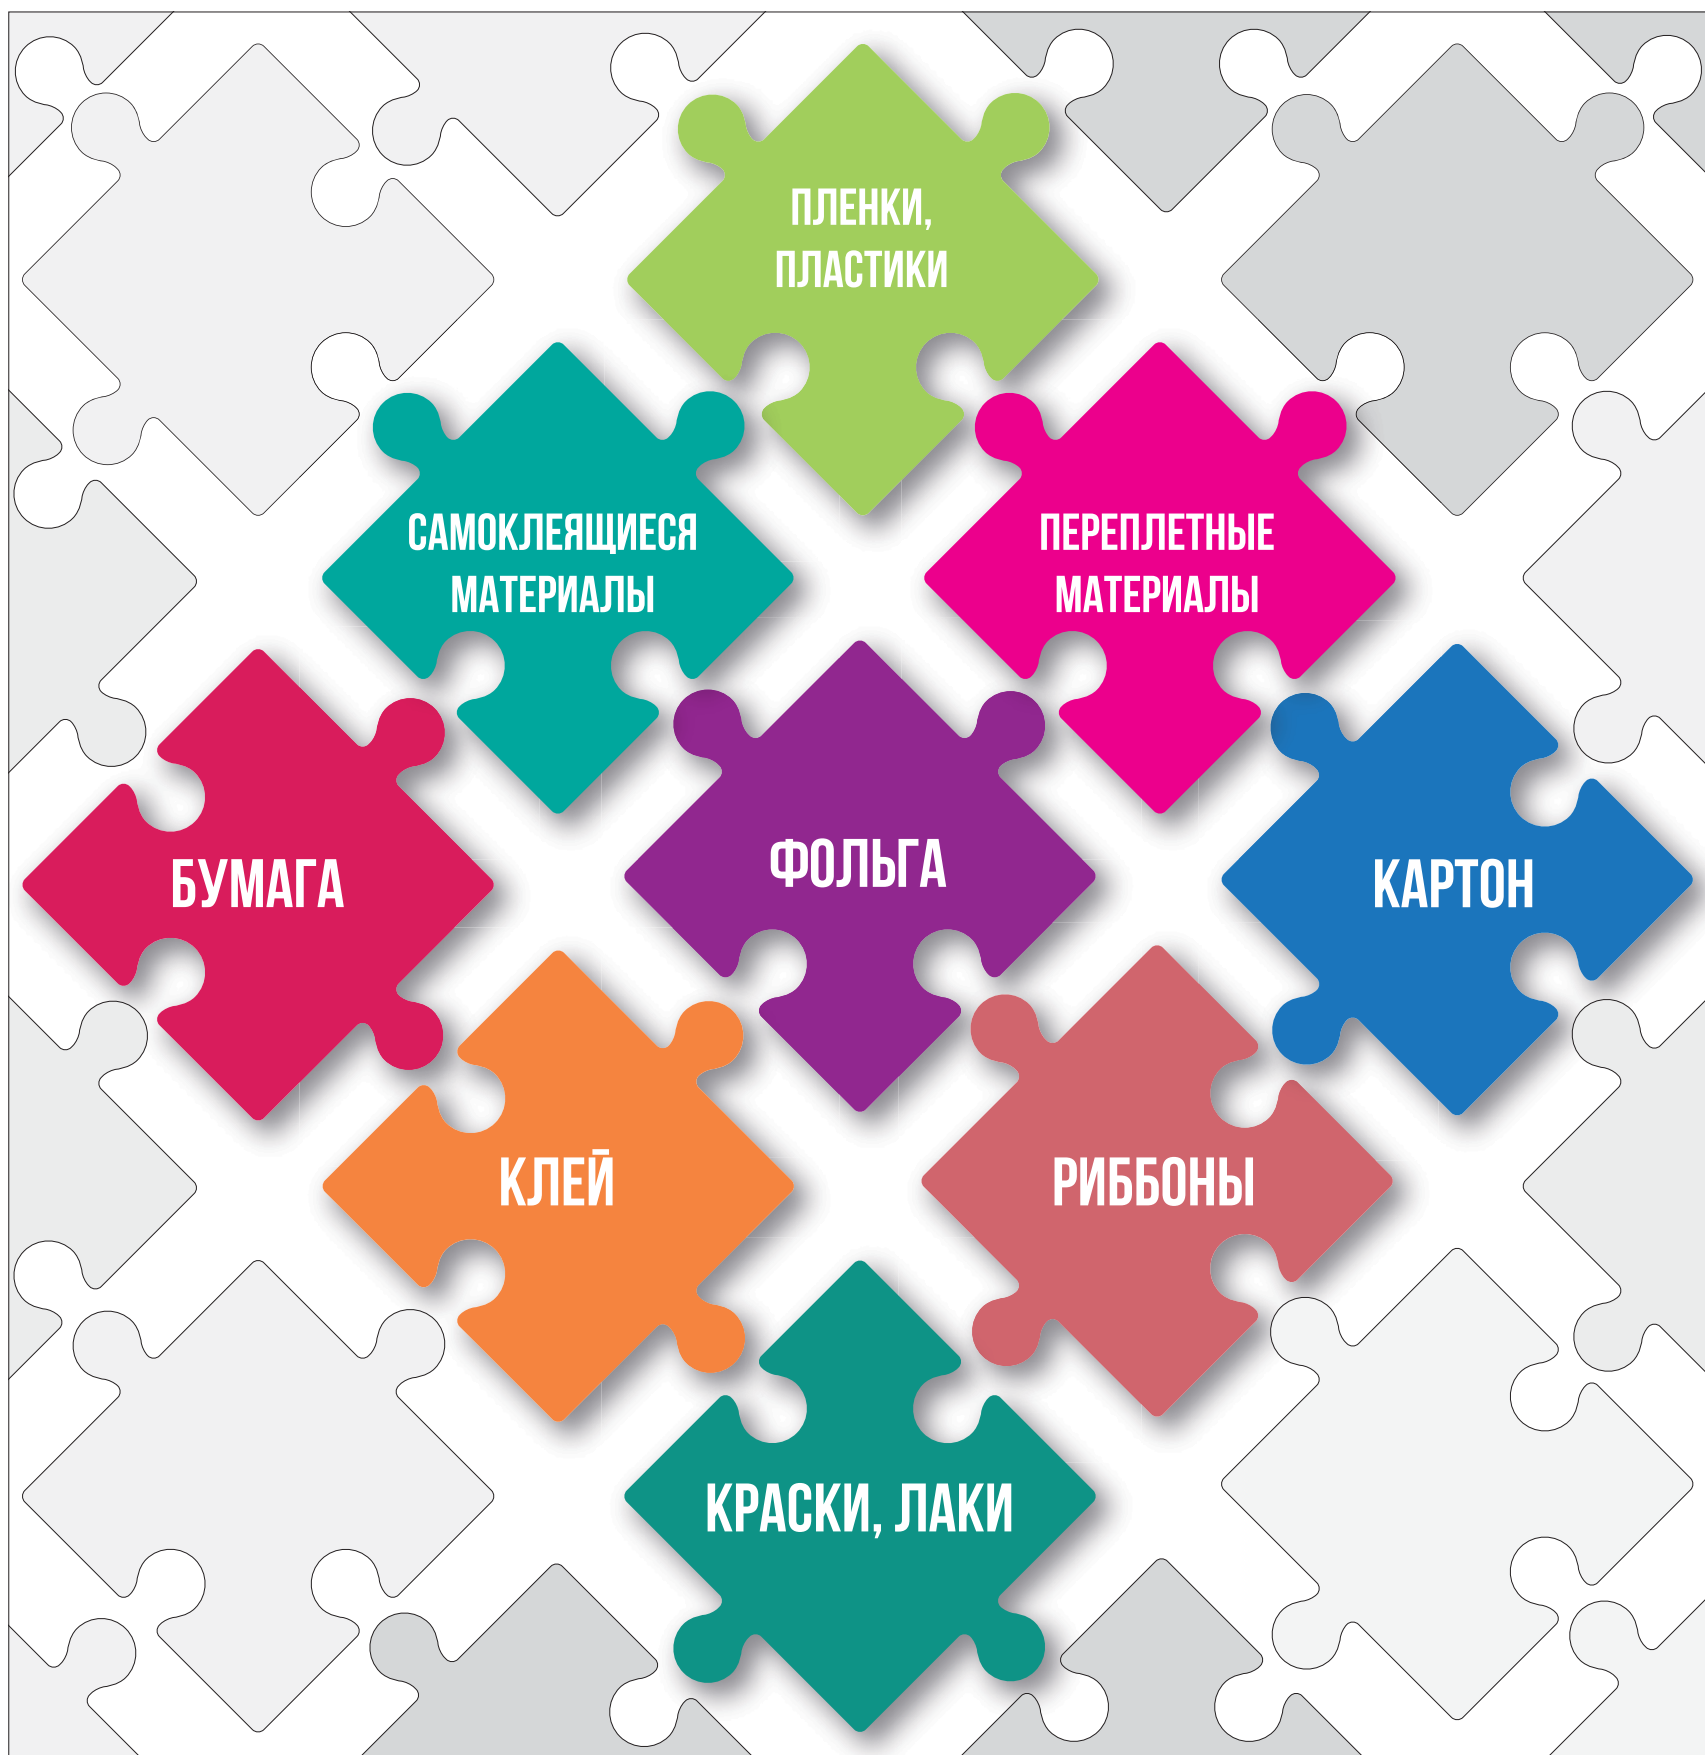 ПЛЕНКИ,
ПЛАСТИКИ
САМОКЛЕЯЩИЕСЯ
МАТЕРИАЛЫ
ПЕРЕПЛЕТНЫЕ
МАТЕРИАЛЫ
БУМАГА
ФОЛЬГА
КАРТОН
КЛЕЙ
РИББОНЫ
КРАСКИ, ЛАКИ